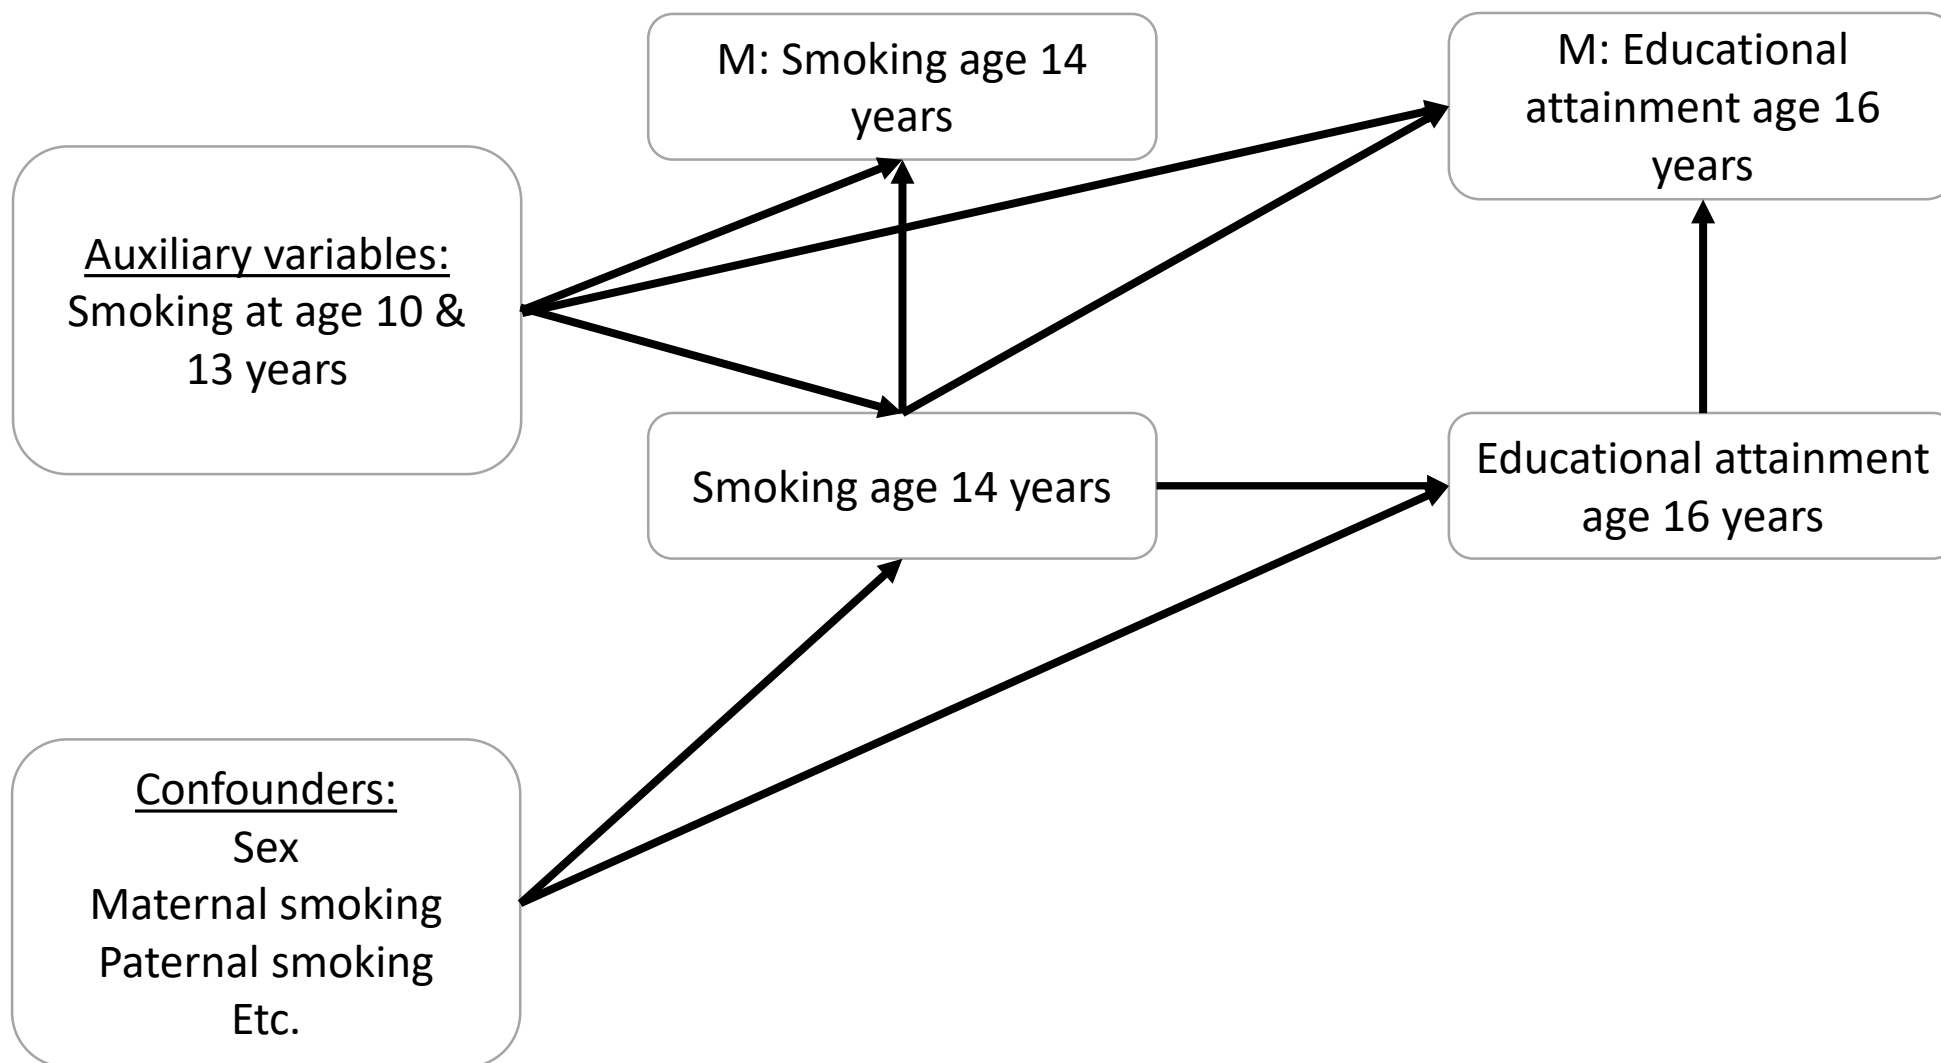 M: Smoking age 14
years
M: Educational
attainment age 16
years
Auxiliary variables:
Smoking at age 10 &
13 years
Smoking age 14 years
Educational attainment
age 16 years
Confounders:
Sex
Maternal smoking
Paternal smoking
Etc.